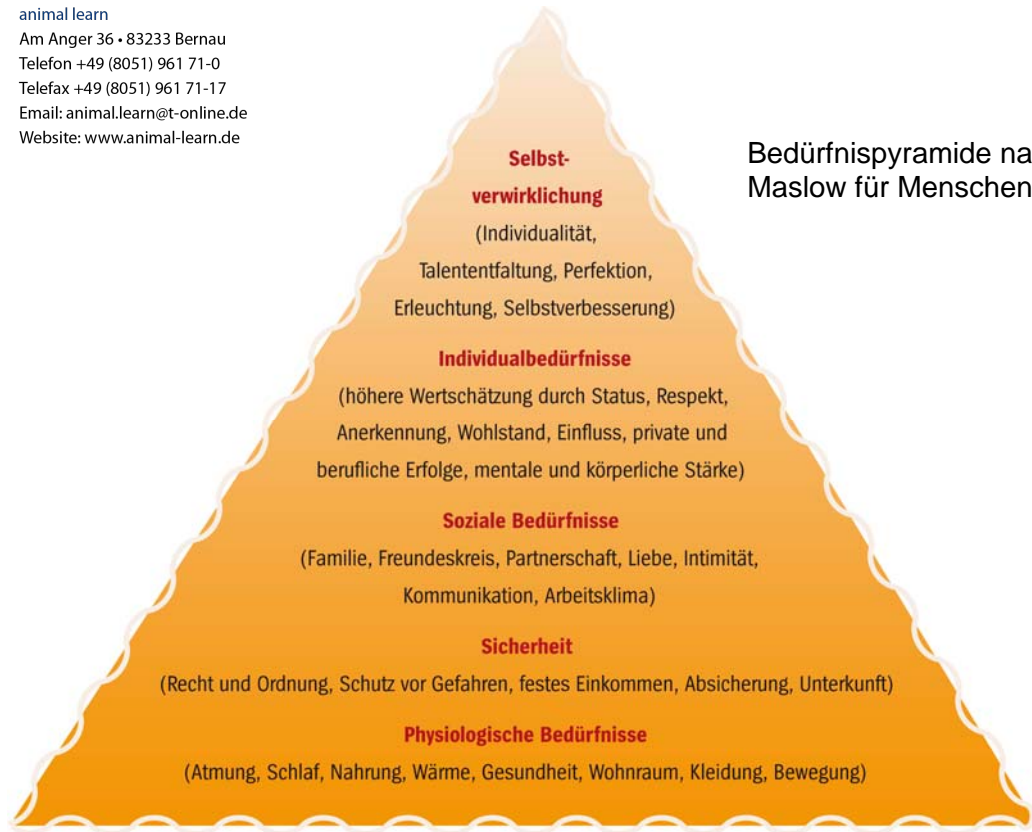 animal learn
Am Anger 36 • 83233 Bernau
Telefon +49 (8051) 961 71-0
Telefax +49 (8051) 961 71-17
Email: animal.learn@t-online.de
Website: www.animal-learn.de
Bedürfnispyramide na
Maslow für Menschen
Selbst-
verwirklichung
(Individualität,
Talententfaltung, Perfektion,
Erleuchtung, Selbstverbesserung)
Individualbedürfnisse
(höhere Wertschätzung durch Status, Respekt,
Anerkennung, Wohlstand, Einfluss, private und
berufliche Erfolge, mentale und körperliche Stärke)
Soziale Bedürfnisse
(Familie, Freundeskreis, Partnerschaft, Liebe, Intimität,
Kommunikation, Arbeitsklima)
Sicherheit
(Recht und Ordnung, Schutz vor Gefahren, festes Einkommen, Absicherung, Unterkunft)
Physiologische Bedürfnisse
(Atmung, Schlaf, Nahrung, Wärme, Gesundheit, Wohnraum, Kleidung, Bewegung)